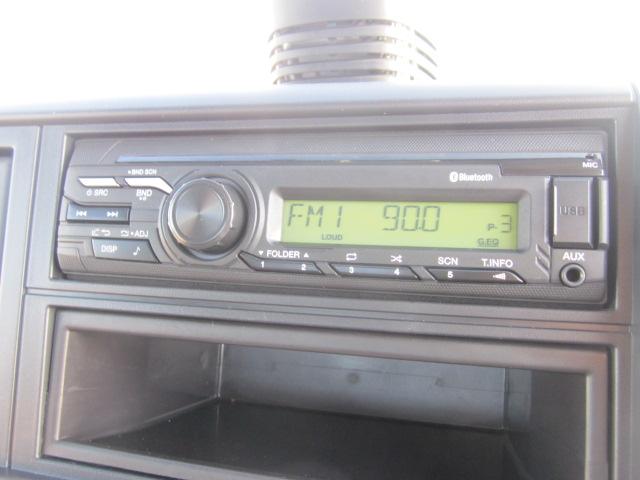 MIC
Bluetooth
•BND SCN
SRC
BND
FM1 90.0 P-3
LOUD G.EQ
USB
•ADJ
DISP
AUX
FOLDER
SCN
T.INFO
1 2 3 4 5